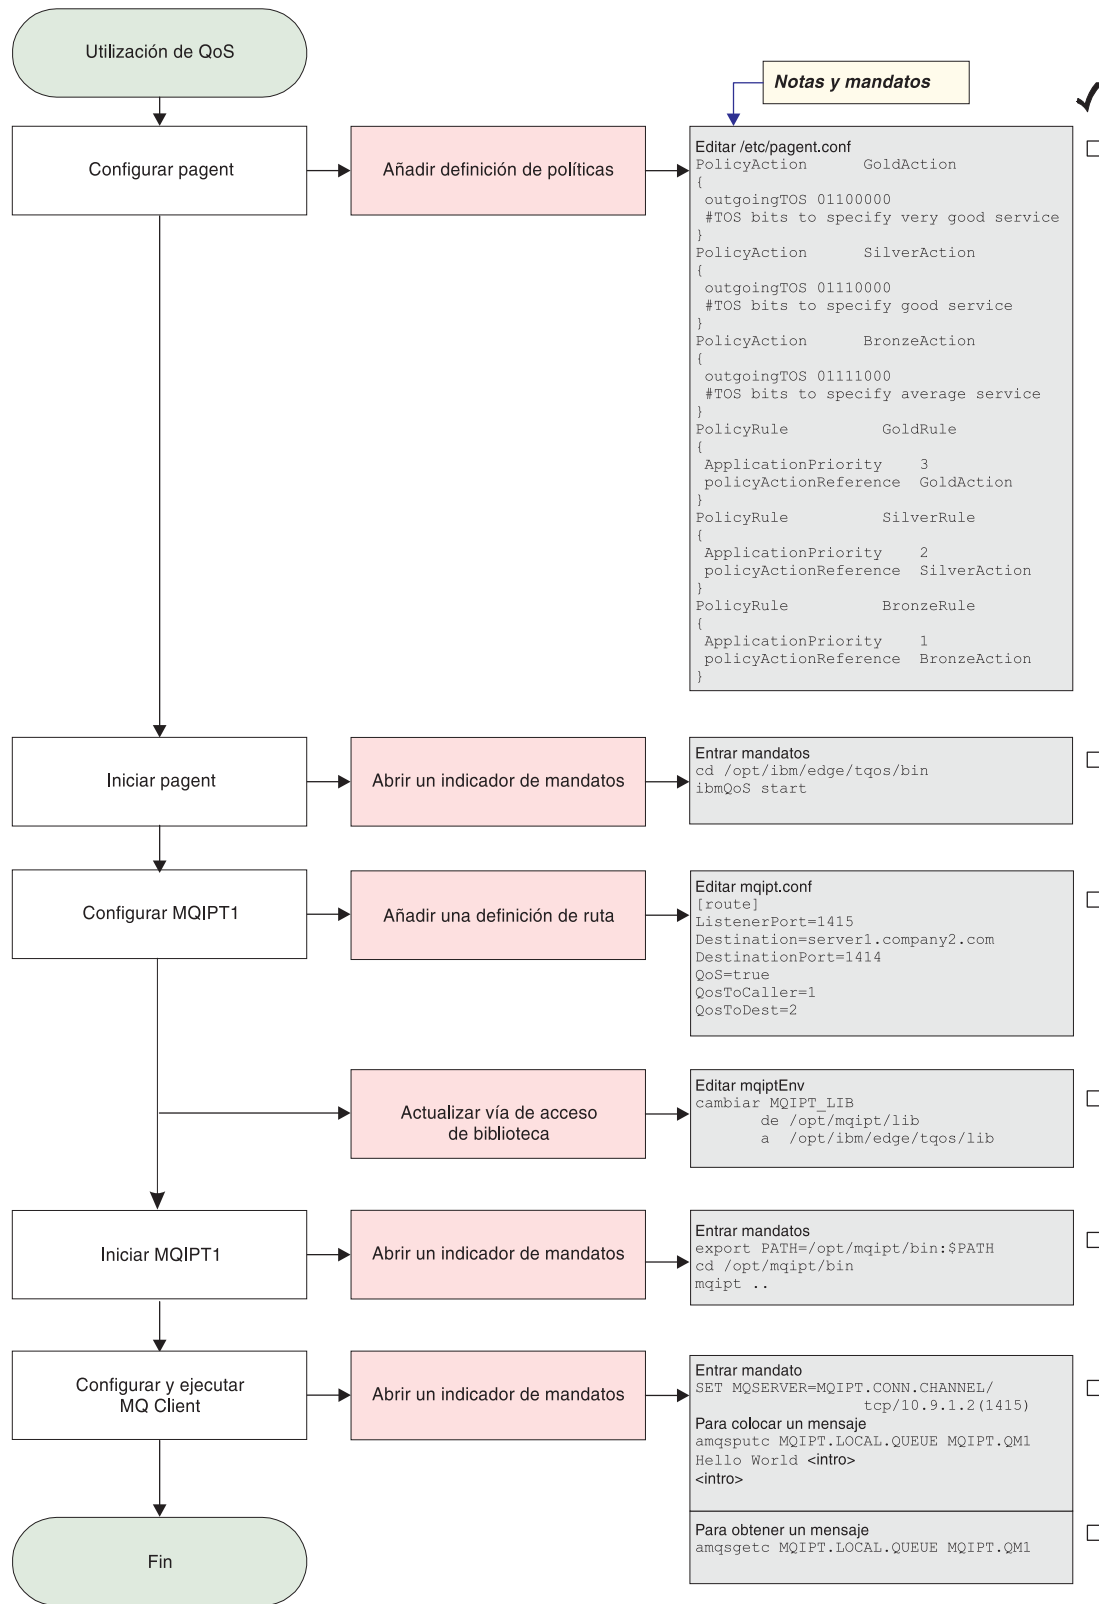 Utilización de QoS
Notas y mandatos
Configurar pagent
Añadir definición de políticas
Editar /etc/pagent.conf
PolicyAction      GoldAction
{
 outgoingTOS 01100000
 #TOS bits to specify very good service
}
PolicyAction      SilverAction
{
 outgoingTOS 01110000
 #TOS bits to specify good service
}
PolicyAction      BronzeAction
{
 outgoingTOS 01111000
 #TOS bits to specify average service
}
PolicyRule          GoldRule
{
 ApplicationPriority    3
 policyActionReference  GoldAction
}
PolicyRule          SilverRule
{
 ApplicationPriority    2
 policyActionReference  SilverAction
}
PolicyRule          BronzeRule
{
 ApplicationPriority    1
 policyActionReference  BronzeAction
}
Iniciar pagent
Abrir un indicador de mandatos
Entrar mandatos
cd /opt/ibm/edge/tqos/bin
ibmQoS start
Configurar MQIPT1
Añadir una definición de ruta
Editar mqipt.conf
[route]
ListenerPort=1415
Destination=server1.company2.com
DestinationPort=1414
QoS=true
QosToCaller=1
QosToDest=2
Actualizar vía de acceso
de biblioteca
Editar mqiptEnv
cambiar MQIPT_LIB
       de /opt/mqipt/lib
       a  /opt/ibm/edge/tqos/lib
Iniciar MQIPT1
Abrir un indicador de mandatos
Entrar mandatos
export PATH=/opt/mqipt/bin:$PATH
cd /opt/mqipt/bin
mqipt ..
Configurar y ejecutar
MQ Client
Abrir un indicador de mandatos
Entrar mandato
SET MQSERVER=MQIPT.CONN.CHANNEL/
                  tcp/10.9.1.2(1415)
Para colocar un mensaje
amqsputc MQIPT.LOCAL.QUEUE MQIPT.QM1
Hello World <intro>
<intro>
Para obtener un mensaje
amqsgetc MQIPT.LOCAL.QUEUE MQIPT.QM1
Fin